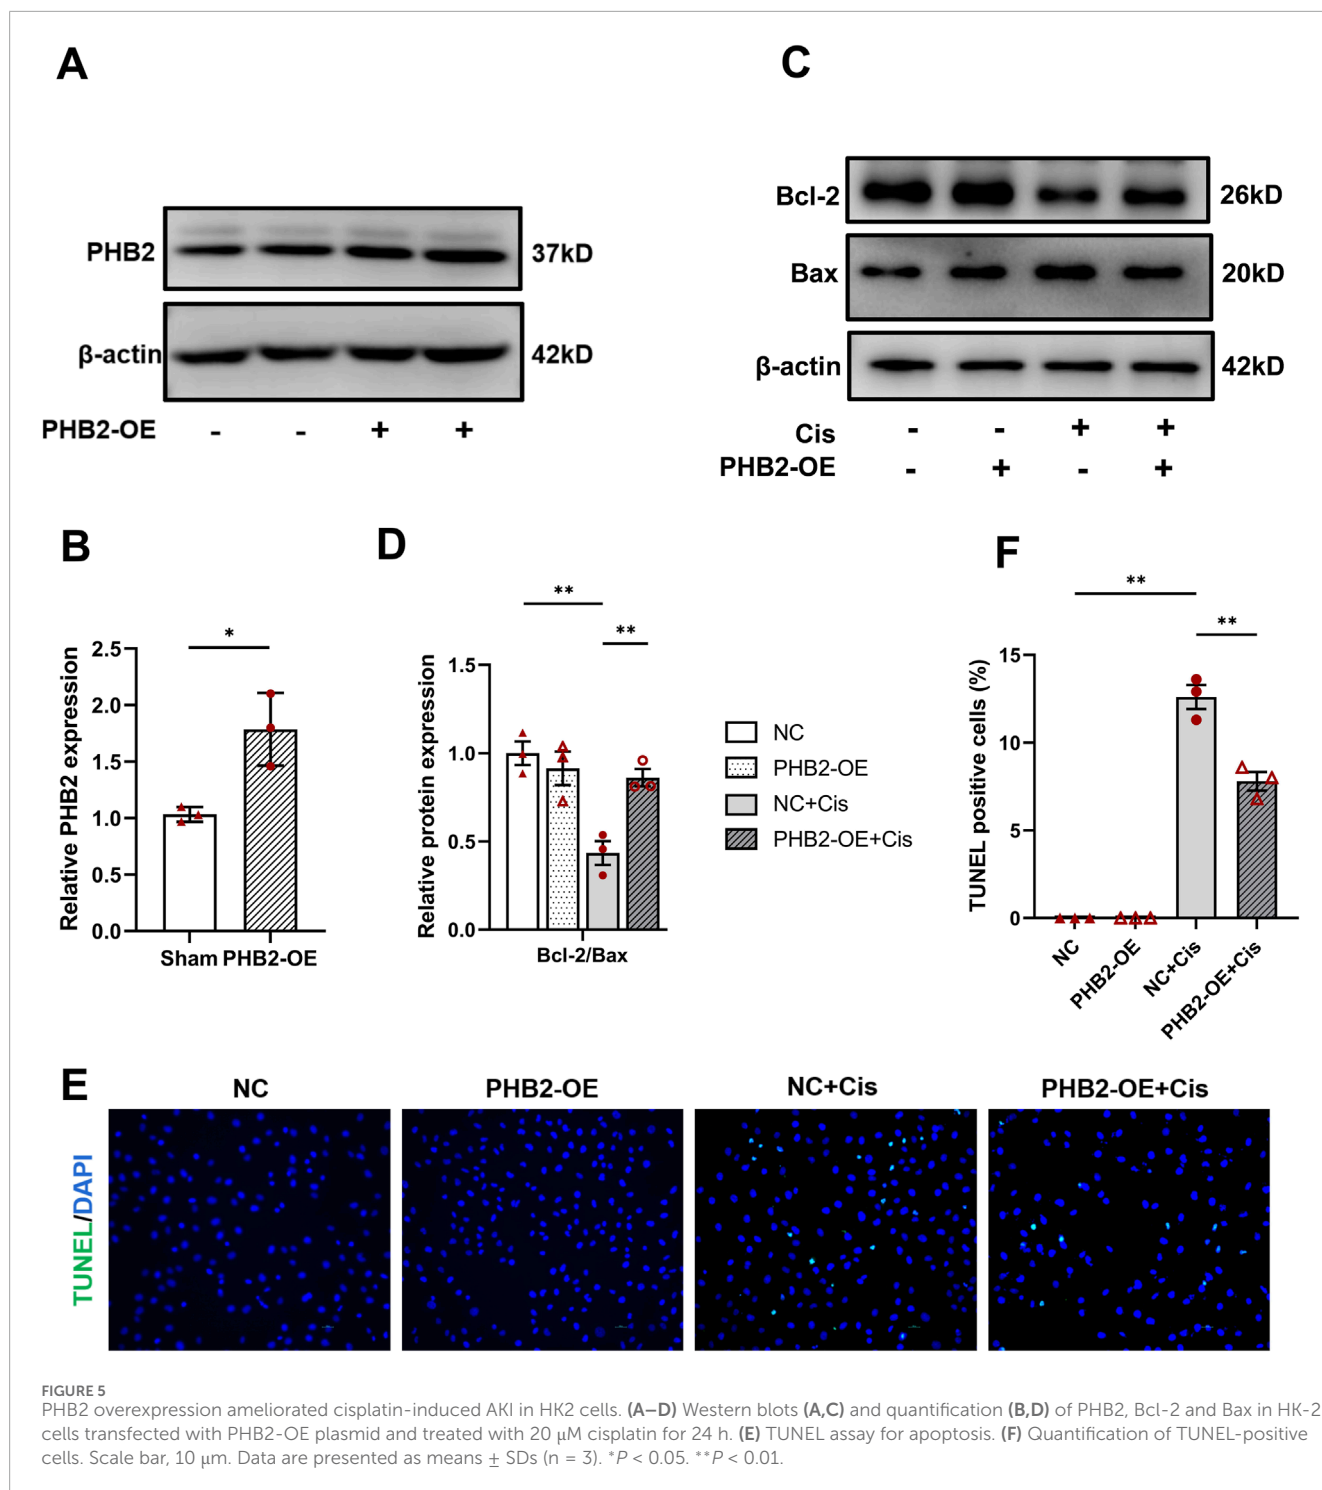 A
PHB2
37kD
β-actin
42kD
PHB2-OE - - + +
C
Bcl-2
26kD
Bax
20kD
β-actin
42kD
Cis - - + +
PHB2-OE - + - +
B
Relative PHB2 expression
2.5
2.0
1.5
1.0
0.5
0.0
*
Sham PHB2-OE
D
Relative protein expression
1.5
1.0
0.5
0.0
**
**
Bcl-2/Bax
NC
PHB2-OE
NC+Cis
PHB2-OE+Cis
F
TUNEL positive cells (%)
15
10
5
0
**
**
NC
PHB2-OE
NC+Cis
PHB2-OE+Cis
E
NC
PHB2-OE
NC+Cis
PHB2-OE+Cis
TUNEL/DAPI
FIGURE 5
PHB2 overexpression ameliorated cisplatin-induced AKI in HK2 cells. (A–D) Western blots (A,C) and quantification (B,D) of PHB2, Bcl-2 and Bax in HK-2
cells transfected with PHB2-OE plasmid and treated with 20 μM cisplatin for 24 h. (E) TUNEL assay for apoptosis. (F) Quantification of TUNEL-positive
cells. Scale bar, 10 μm. Data are presented as means ± SDs (n = 3). *P < 0.05. **P < 0.01.